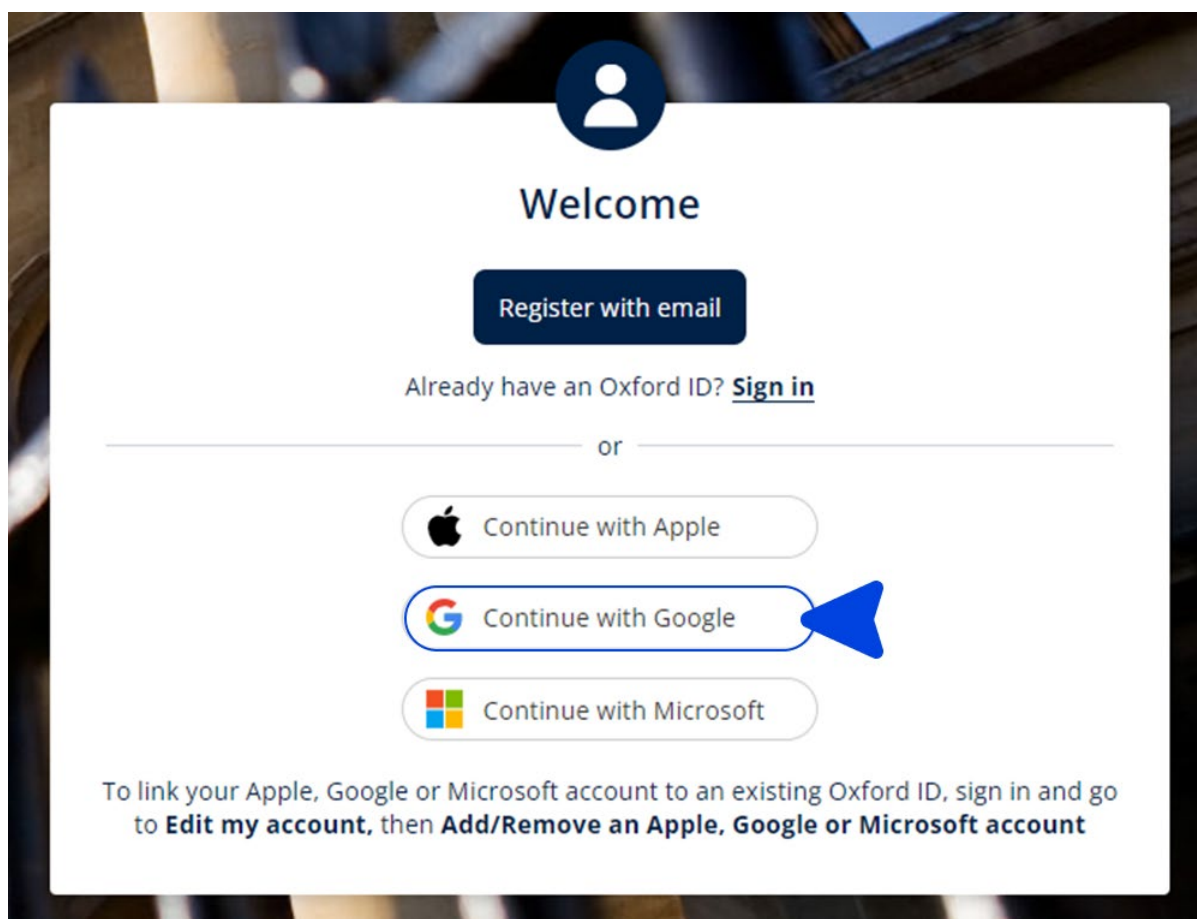 Welcome
Register with email
Already have an Oxford ID? Sign in
or
Continue with Apple
Continue with Google
Continue with Microsoft
To link your Apple, Google or Microsoft account to an existing Oxford ID, sign in and go
to Edit my account, then Add/Remove an Apple, Google or Microsoft account